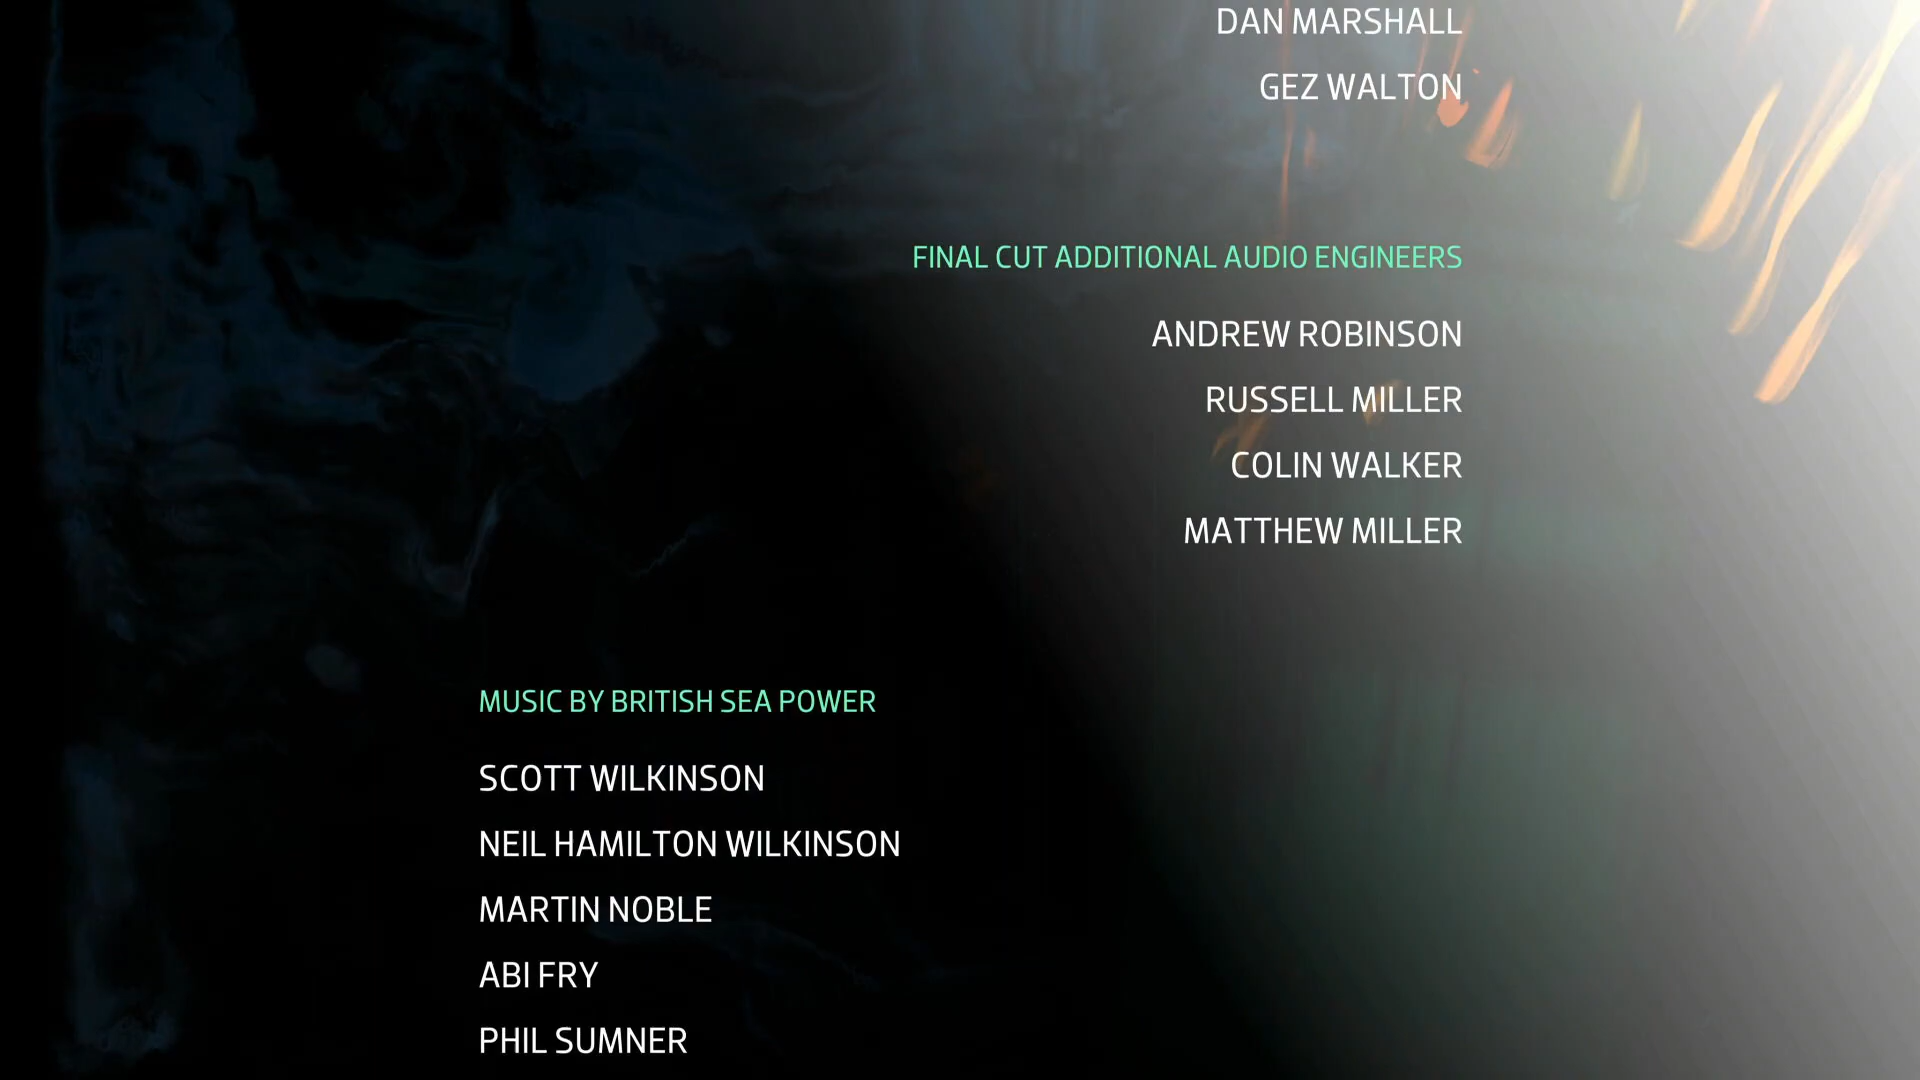 DAN MARSHALL
GEZ WALTON
FINAL CUT ADDITIONAL AUDIO ENGINEERS
ANDREW ROBINSON
RUSSELL MILLER
COLIN WALKER
MATTHEW MILLER
MUSIC BY BRITISH SEA POWER
SCOTT WILKINSON
NEIL HAMILTON WILKINSON
MARTIN NOBLE
ABI FRY
PHIL SUMNER